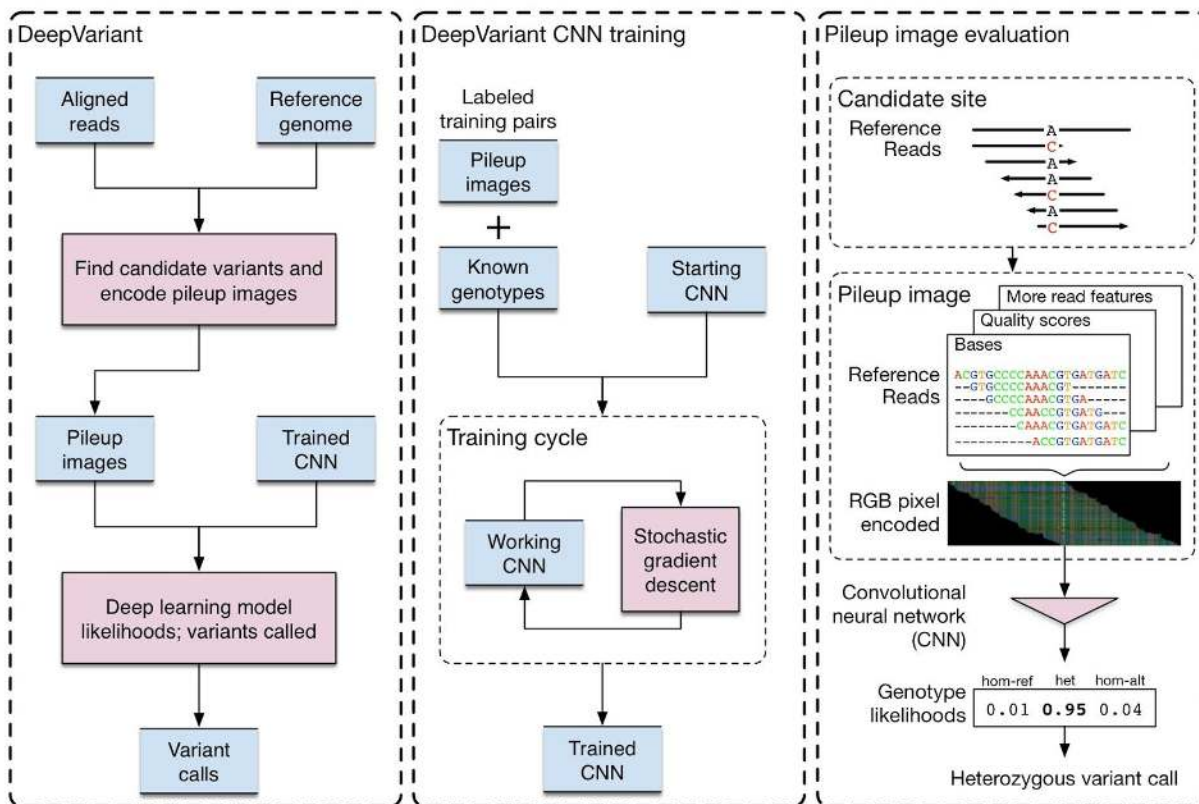 DeepVariant
Aligned
reads
Reference
genome
Find candidate variants and
encode pileup images
Pileup
images
Trained
CNN
Deep learning model
likelihoods; variants called
Variant
calls
DeepVariant CNN training
Labeled
training pairs
Pileup
images
+
Known
genotypes
Starting
CNN
Training cycle
Working
CNN
Stochastic
gradient
descent
Trained
CNN
Pileup image evaluation
Candidate site
Reference
Reads
A
C
A
A
C
A
C
Pileup image
More read features
Quality scores
Bases
Reference
Reads
ACGTGCCCCAAACGTGATGATC
--GTGCCCCAAACGT-------
----GCCCCAAACGTGA-----
-------CCAACCGTGATG---
--------CAAACGTGATGATC
----------ACCGTGATGATC
RGB pixel
encoded
Convolutional
neural network
(CNN)
hom-ref het hom-alt
Genotype
likelihoods
0.01 0.95 0.04
Heterozygous variant call